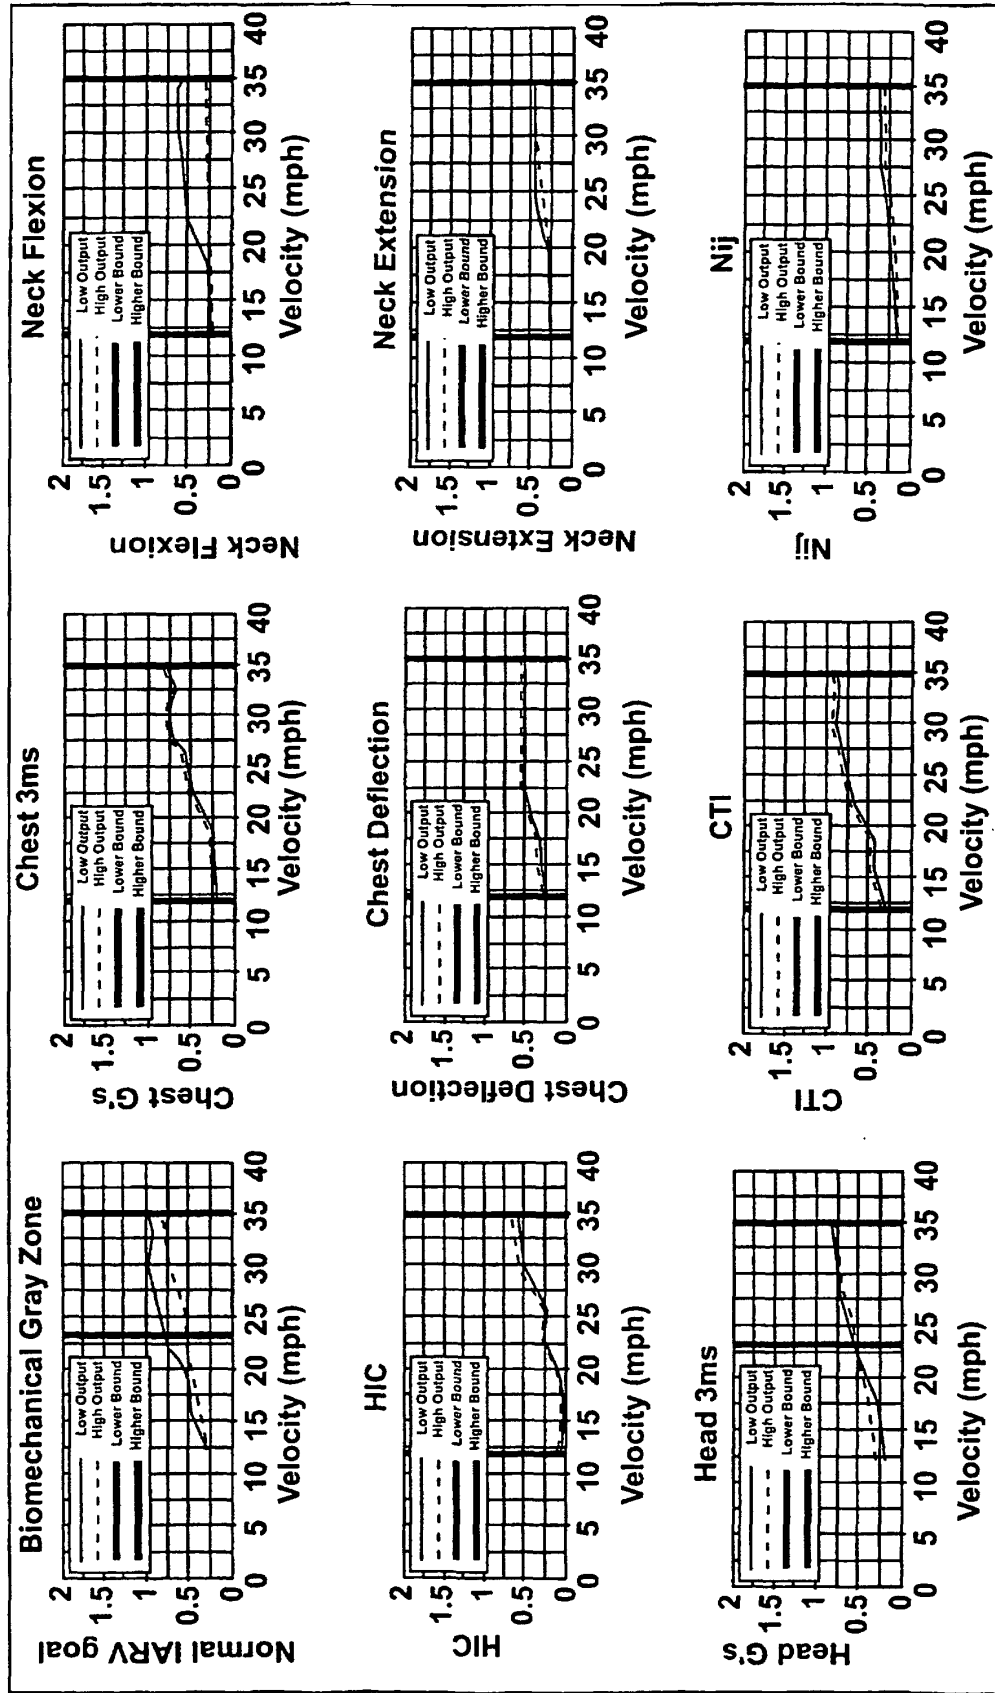 Biomechanical Gray Zone
Normal IARV goal
2
1.5
1
0.5
0
Low Output
High Output
Lower Bound
Higher Bound
0 5 10 15 20 25 30 35 40
Velocity (mph)
Chest 3ms
Chest G's
2
1.5
1
0.5
0
Low Output
High Output
Lower Bound
Higher Bound
0 5 10 15 20 25 30 35 40
Velocity (mph)
Neck Flexion
Neck Flexion
2
1.5
1
0.5
0
Low Output
High Output
Lower Bound
Higher Bound
0 5 10 15 20 25 30 35 40
Velocity (mph)
HIC
HIC
2
1.5
1
0.5
0
Low Output
High Output
Lower Bound
Higher Bound
0 5 10 15 20 25 30 35 40
Velocity (mph)
Chest Deflection
Chest Deflection
2
1.5
1
0.5
0
Low Output
High Output
Lower Bound
Higher Bound
0 5 10 15 20 25 30 35 40
Velocity (mph)
Neck Extension
Neck Extension
2
1.5
1
0.5
0
Low Output
High Output
Lower Bound
Higher Bound
0 5 10 15 20 25 30 35 40
Velocity (mph)
Head 3ms
Head G's
2
1.5
1
0.5
0
Low Output
High Output
Lower Bound
Higher Bound
0 5 10 15 20 25 30 35 40
Velocity (mph)
CTI
CTI
2
1.5
1
0.5
0
Low Output
High Output
Lower Bound
Higher Bound
0 5 10 15 20 25 30 35 40
Velocity (mph)
Nij
Nij
2
1.5
1
0.5
0
Low Output
High Output
Lower Bound
Higher Bound
0 5 10 15 20 25 30 35 40
Velocity (mph)